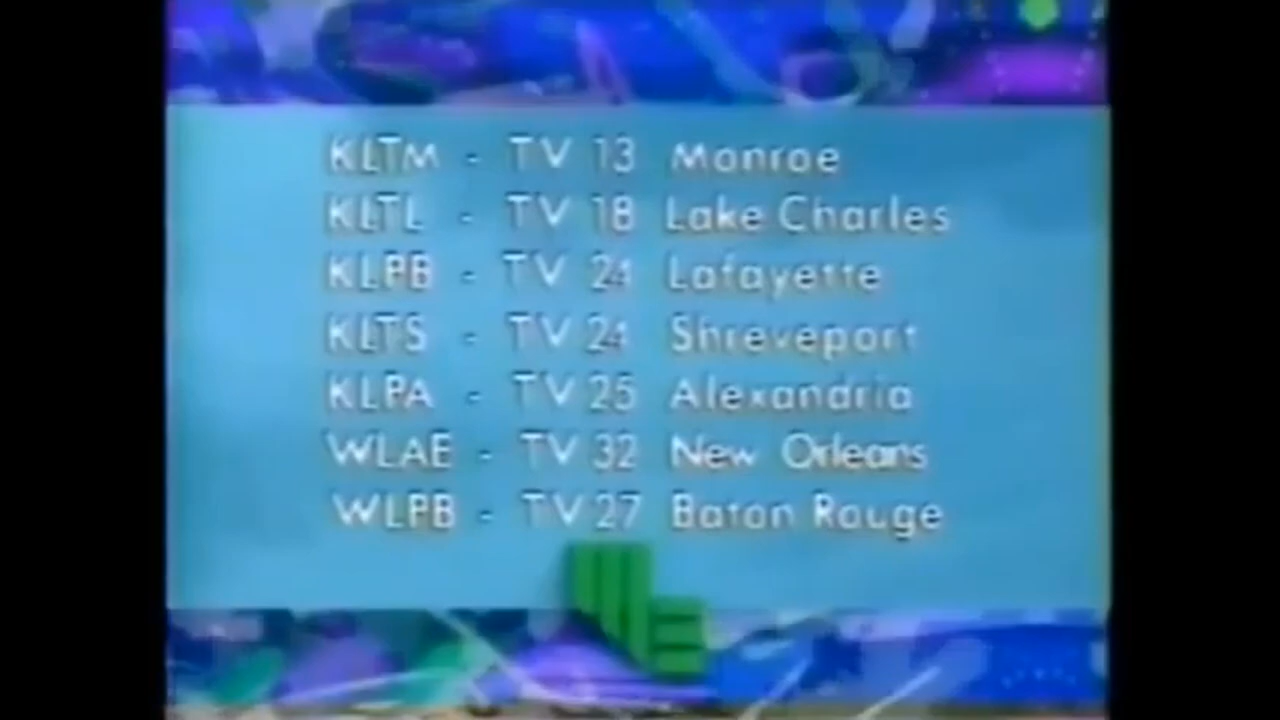 KLTM - TV 13 Monroe
KLTL - TV 18 Lake Charles
KLPB - TV 24 Lafayette
KLTS - TV 24 Shreveport
KLPA - TV 25 Alexandria
WLAE - TV 32 New Orleans
WLPB - TV 27 Baton Rouge